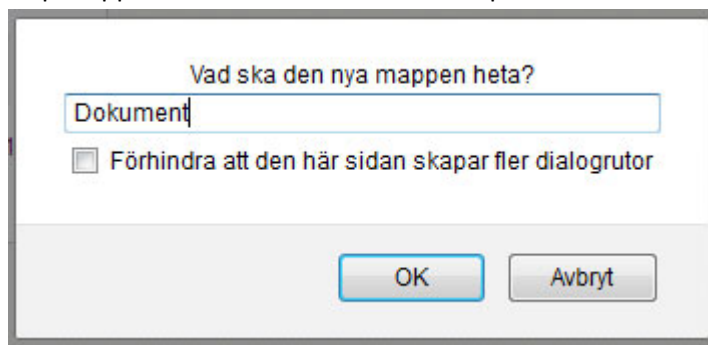 Vad ska den nya mappen heta?
Dokument
Förhindra att den här sidan skapar fler dialogrutor
OK
Avbryt